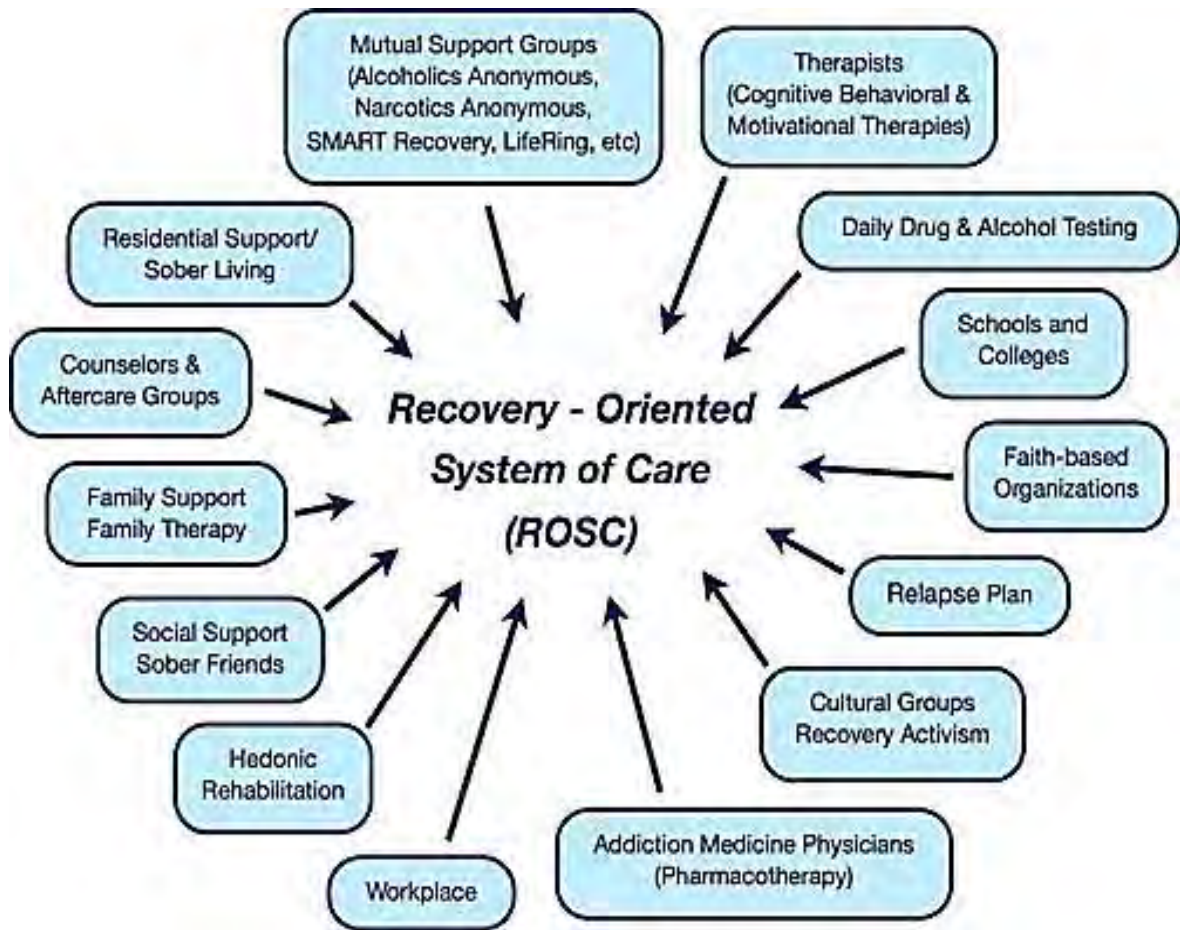 Mutual Support Groups
(Alcoholics Anonymous,
Narcotics Anonymous,
SMART Recovery, LifeRing, etc)
Therapists
(Cognitive Behavioral &
Motivational Therapies)
Residential Support/
Sober Living
Daily Drug & Alcohol Testing
Counselors &
Aftercare Groups
Schools and
Colleges
Recovery - Oriented
System of Care
(ROSC)
Family Support
Family Therapy
Faith-based
Organizations
Social Support
Sober Friends
Relapse Plan
Hedonic
Rehabilitation
Cultural Groups
Recovery Activism
Workplace
Addiction Medicine Physicians
(Pharmacotherapy)